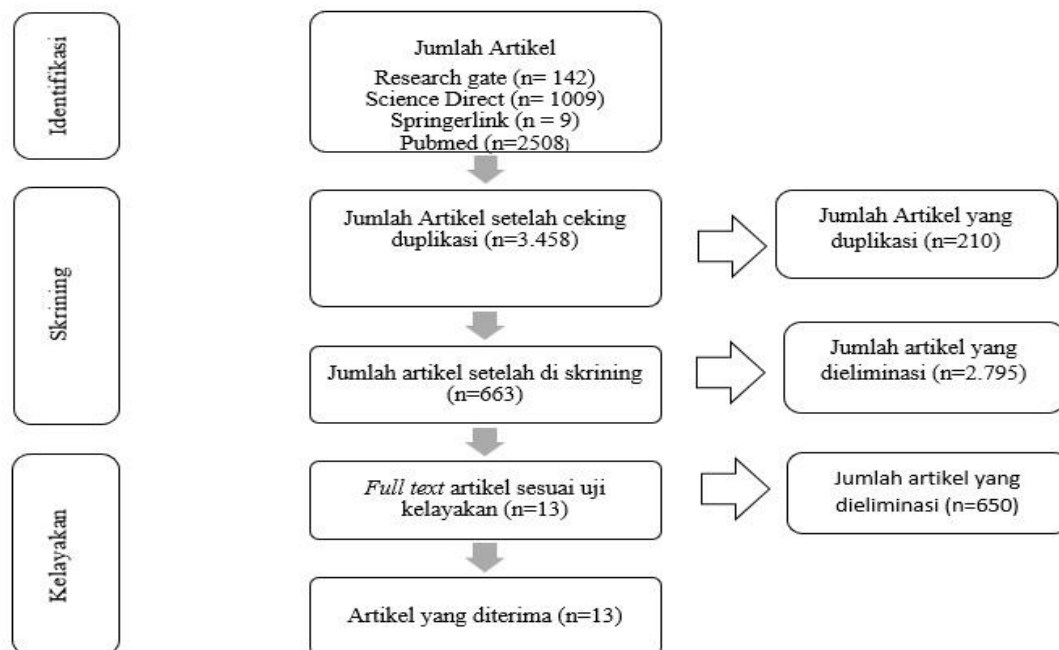 Identifikasi
Jumlah Artikel
Research gate (n= 142)
Science Direct (n= 1009)
Springerlink (n = 9)
Pubmed (n=2508)
Skrining
Jumlah Artikel setelah ceking
duplikasi (n=3.458)
Jumlah Artikel yang
duplikasi (n=210)
Jumlah artikel setelah di skrining
(n=663)
Jumlah artikel yang
dieliminasi (n=2.795)
Kelayakan
Full text artikel sesuai uji
kelayakan (n=13)
Jumlah artikel yang
dieliminasi (n=650)
Artikel yang diterima (n=13)